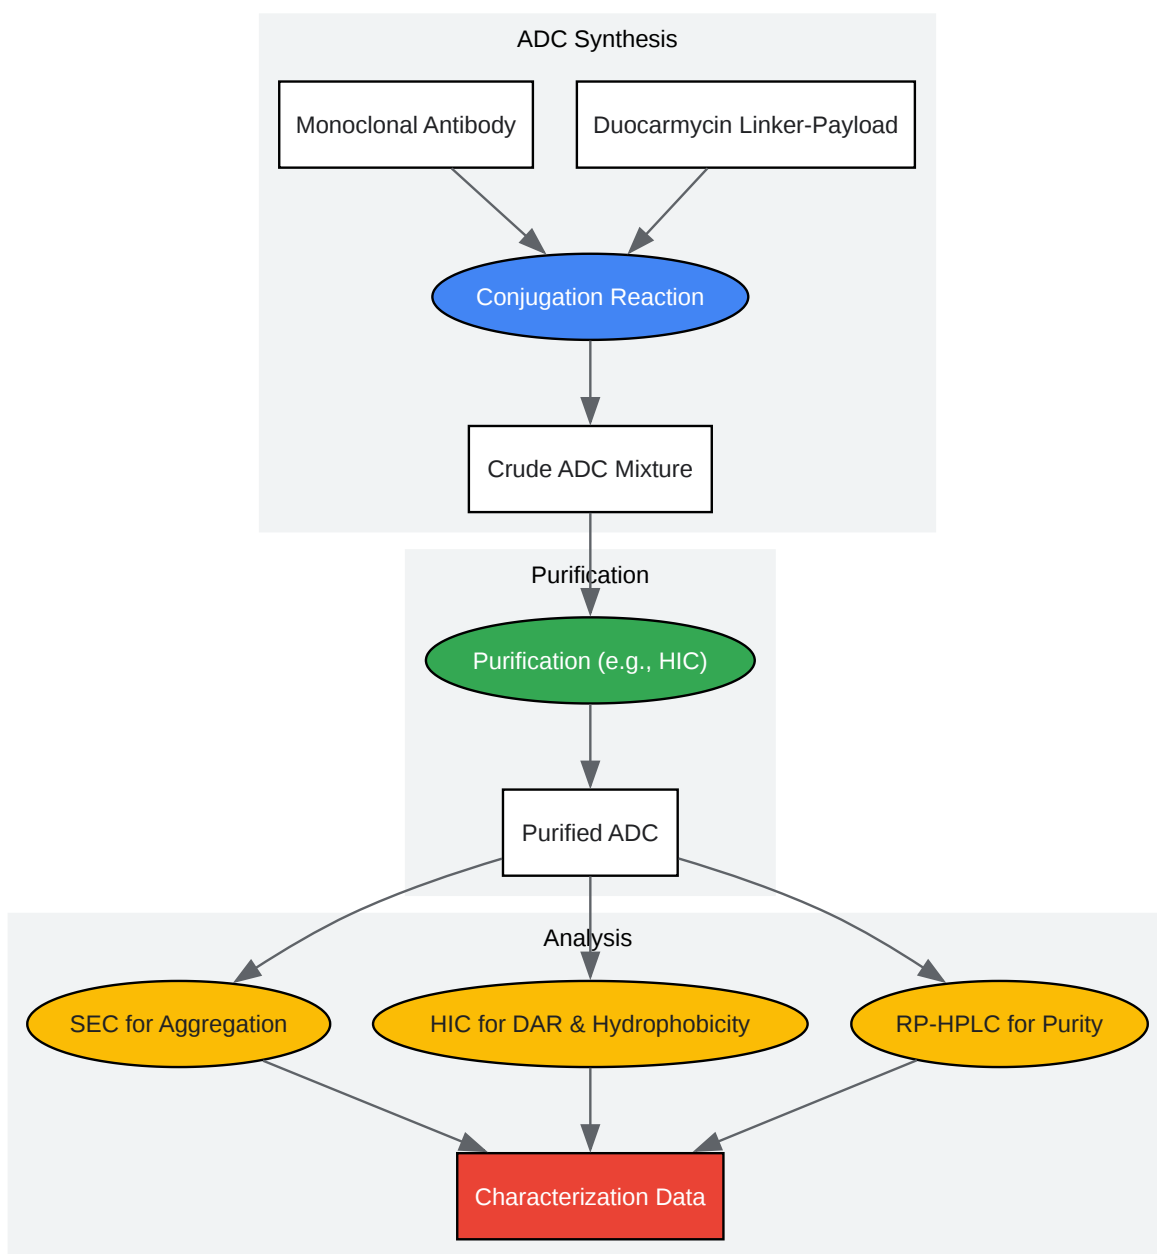 ADC Synthesis
Monoclonal Antibody
Duocarmycin Linker-Payload
Conjugation Reaction
Crude ADC Mixture
Purification
Purification (e.g., HIC)
Purified ADC
Analysis
SEC for Aggregation
HIC for DAR & Hydrophobicity
RP-HPLC for Purity
Characterization Data